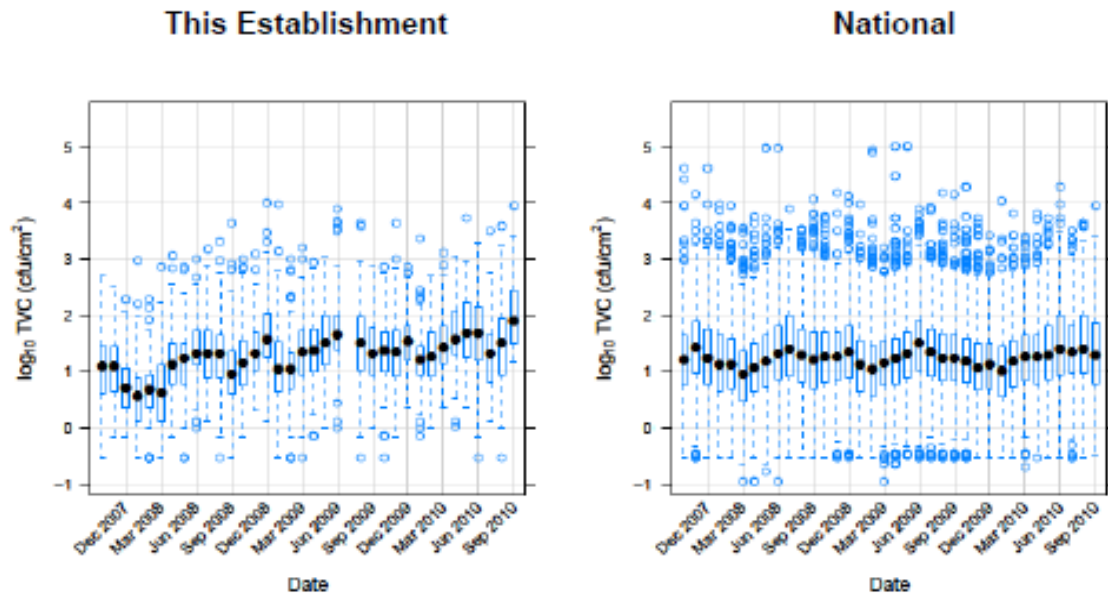 This Establishment
National
log₁₀ TVC (cfu/cm²)
5
4
3
2
1
0
−1
Dec 2007
Mar 2008
Jun 2008
Sep 2008
Dec 2008
Mar 2009
Jun 2009
Sep 2009
Dec 2009
Mar 2010
Jun 2010
Sep 2010
Date
log₁₀ TVC (cfu/cm²)
5
4
3
2
1
0
−1
Dec 2007
Mar 2008
Jun 2008
Sep 2008
Dec 2008
Mar 2009
Jun 2009
Sep 2009
Dec 2009
Mar 2010
Jun 2010
Sep 2010
Date